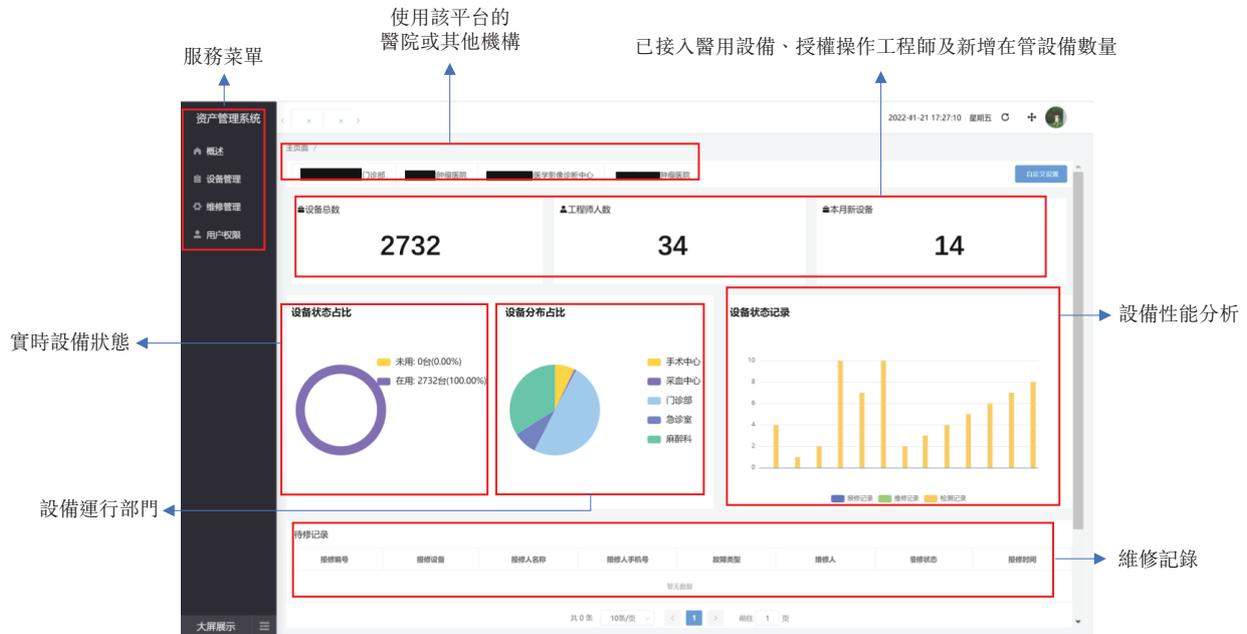 使用該平台的
醫院或其他機構
已接入醫用設備、授權操作工程師及新增在管設備數量
服務菜單
资产管理系统
2022-01-21 17:27:10 星期五
主页面 /
概述
门诊部 肿瘤医院 医学影像诊断中心 肿瘤医院
自定义设置
设备管理
维修管理
用户权限
设备总数 工程师人数 本月新设备
2732 34 14
设备状态占比 设备分布占比 设备状态记录
設備性能分析
實時設備狀態
未用: 0台(0.00%)
在用: 2732台(100.00%)
手术中心
采血中心
门诊部
急诊室
麻醉科
10
8
6
4
2
0
报修记录 维修记录 检测记录
設備運行部門
待修记录
报修编号 报修设备 报修人名称 报修人手机号 故障类型 维修人 维修状态 报修时间
維修記錄
暂无数据
共 0 条 10条/页 1 前往 1 页
大屏展示